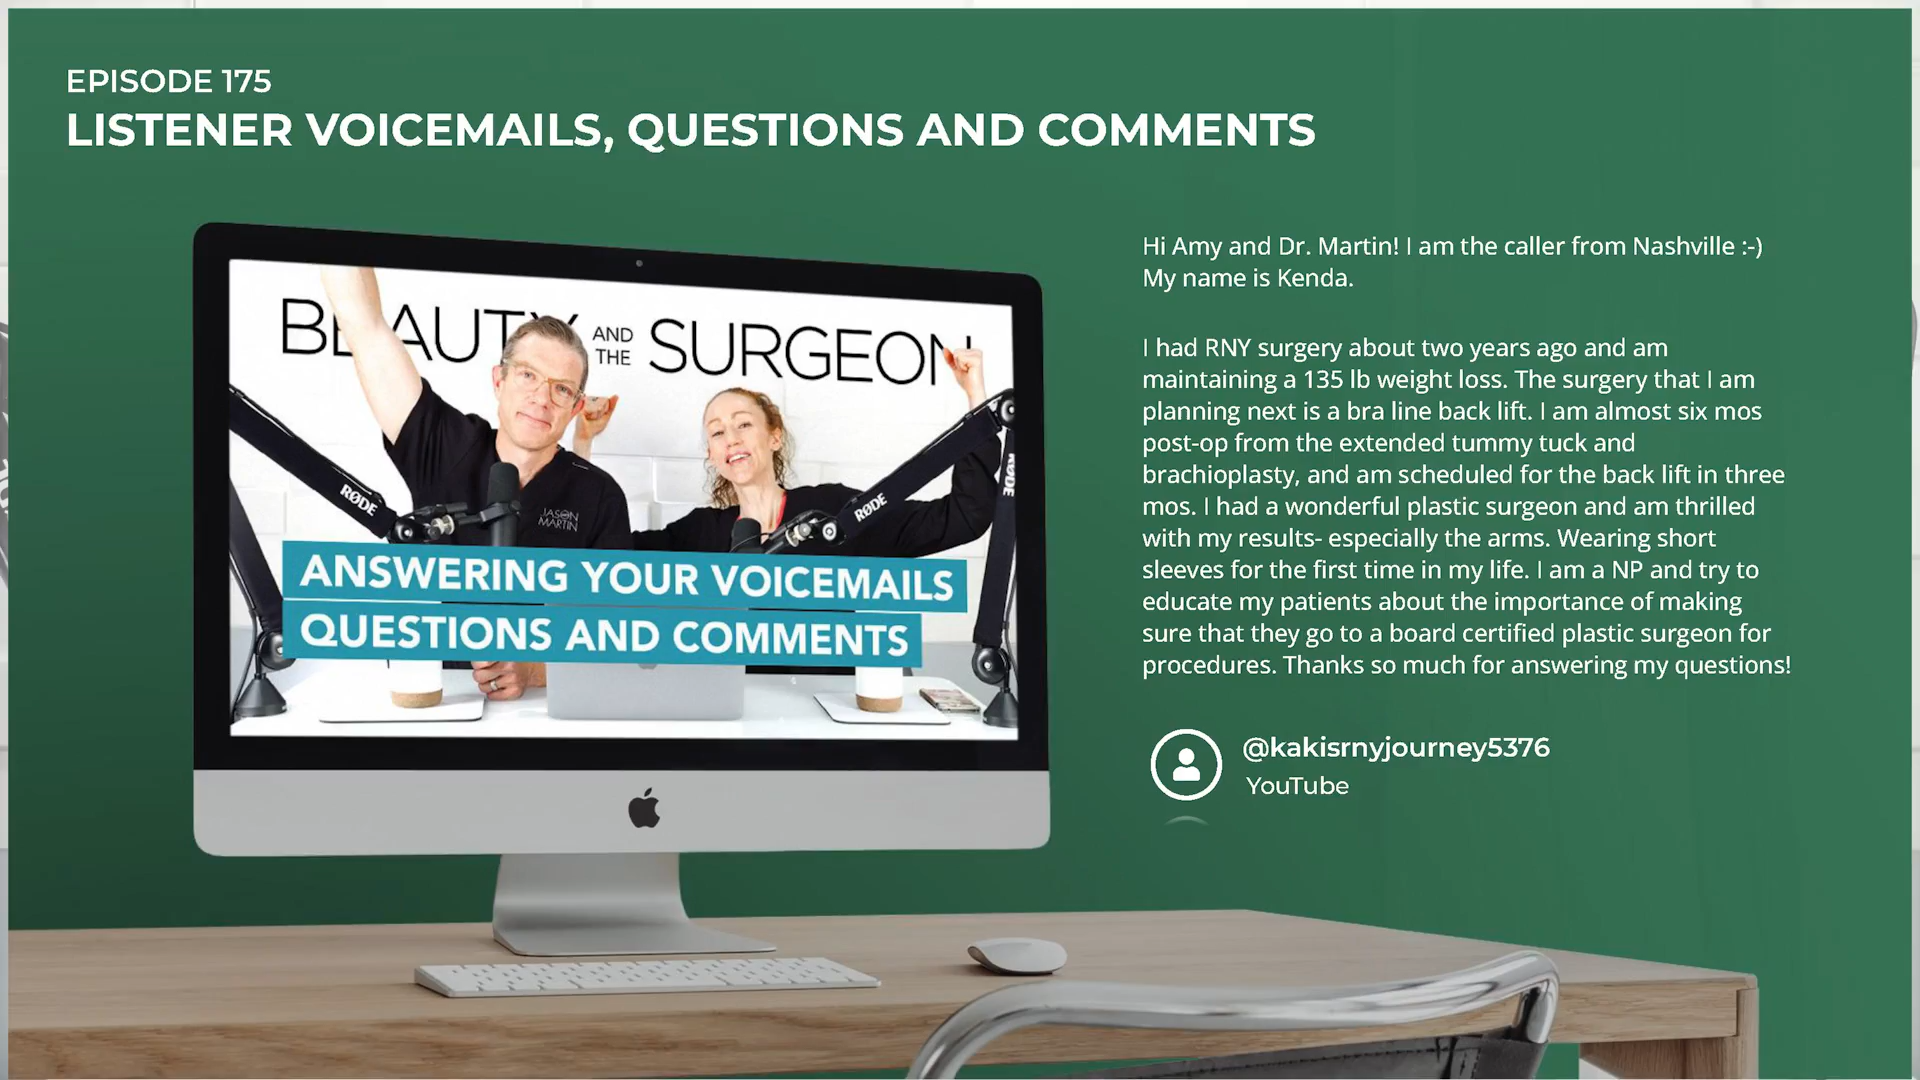 EPISODE 175
LISTENER VOICEMAILS, QUESTIONS AND COMMENTS
BEAUTY AND THE SURGEON
RØDE
RØDE
RØDE
JASON
MARTIN
ANSWERING YOUR VOICEMAILS
QUESTIONS AND COMMENTS
Hi Amy and Dr. Martin! I am the caller from Nashville :-)
My name is Kenda.
I had RNY surgery about two years ago and am
maintaining a 135 lb weight loss. The surgery that I am
planning next is a bra line back lift. I am almost six mos
post-op from the extended tummy tuck and
brachioplasty, and am scheduled for the back lift in three
mos. I had a wonderful plastic surgeon and am thrilled
with my results- especially the arms. Wearing short
sleeves for the first time in my life. I am a NP and try to
educate my patients about the importance of making
sure that they go to a board certified plastic surgeon for
procedures. Thanks so much for answering my questions!
@kakisrnyjourney5376
YouTube